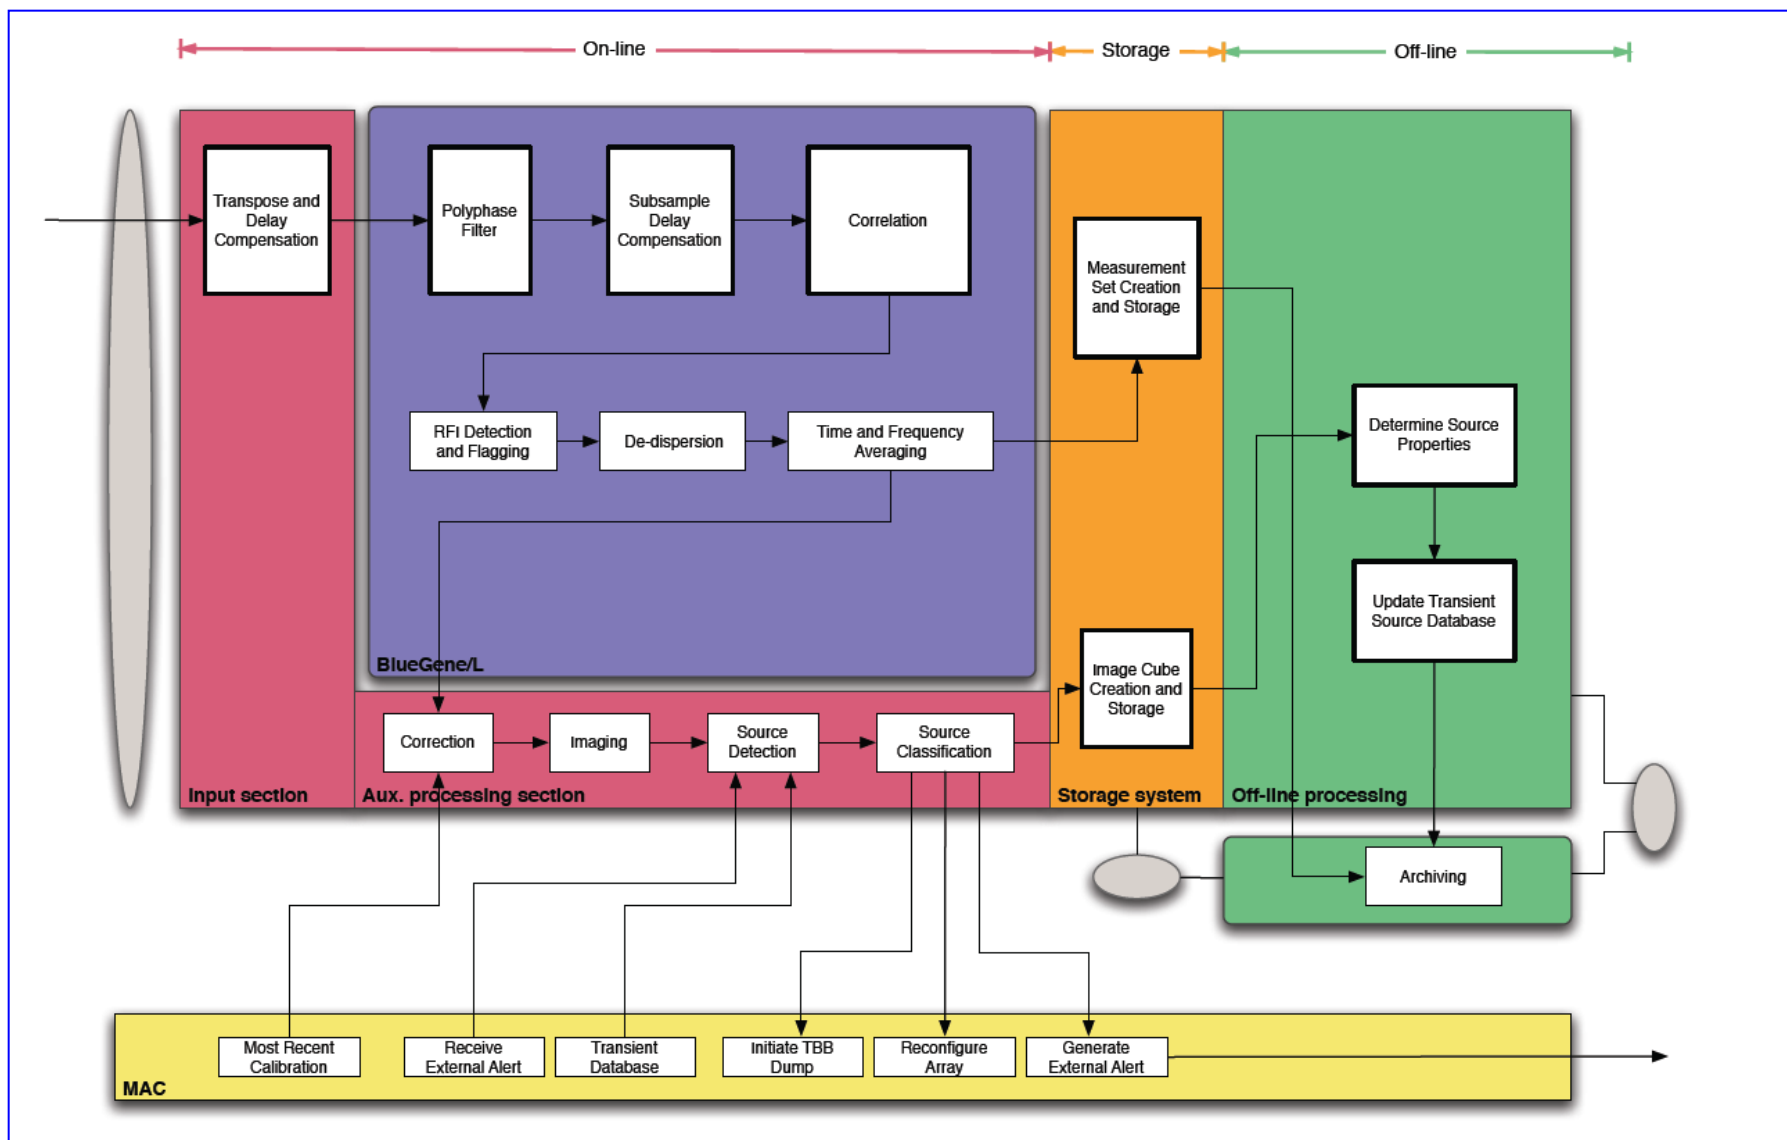 On-line
Storage
Off-line
Transpose and
Delay
Compensation
Polyphase
Filter
Subsample
Delay
Compensation
Correlation
Measurement
Set Creation
and Storage
RFI Detection
and Flagging
De-dispersion
Time and Frequency
Averaging
Determine Source
Properties
Update Transient
Source Database
BlueGene/L
Image Cube
Creation and
Storage
Correction
Imaging
Source
Detection
Source
Classification
Input section
Aux. processing section
Storage system
Off-line processing
Archiving
Most Recent
Calibration
Receive
External Alert
Transient
Database
Initiate TBB
Dump
Reconfigure
Array
Generate
External Alert
MAC